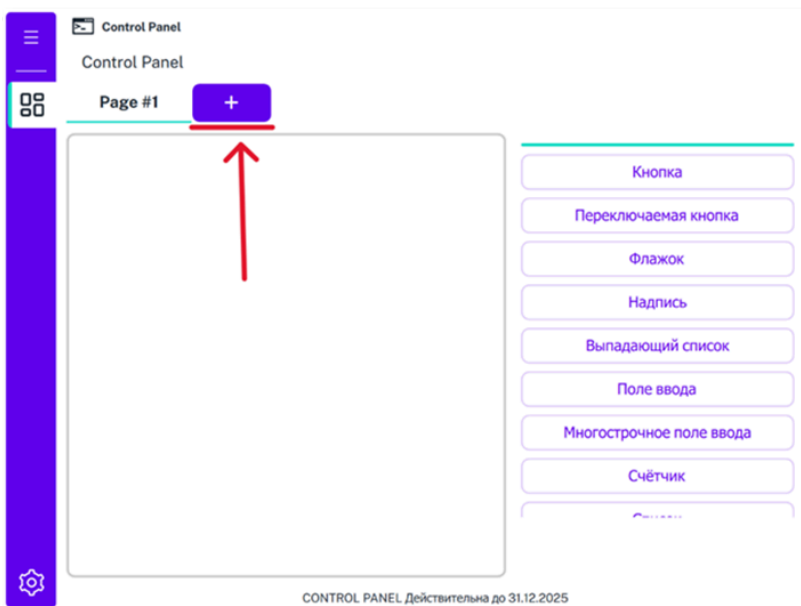 Control Panel
Control Panel
Page #1
+
Кнопка
Переключаемая кнопка
Флажок
Надпись
Выпадающий список
Поле ввода
Многострочное поле ввода
Счётчик
CONTROL PANEL Действительна до 31.12.2025